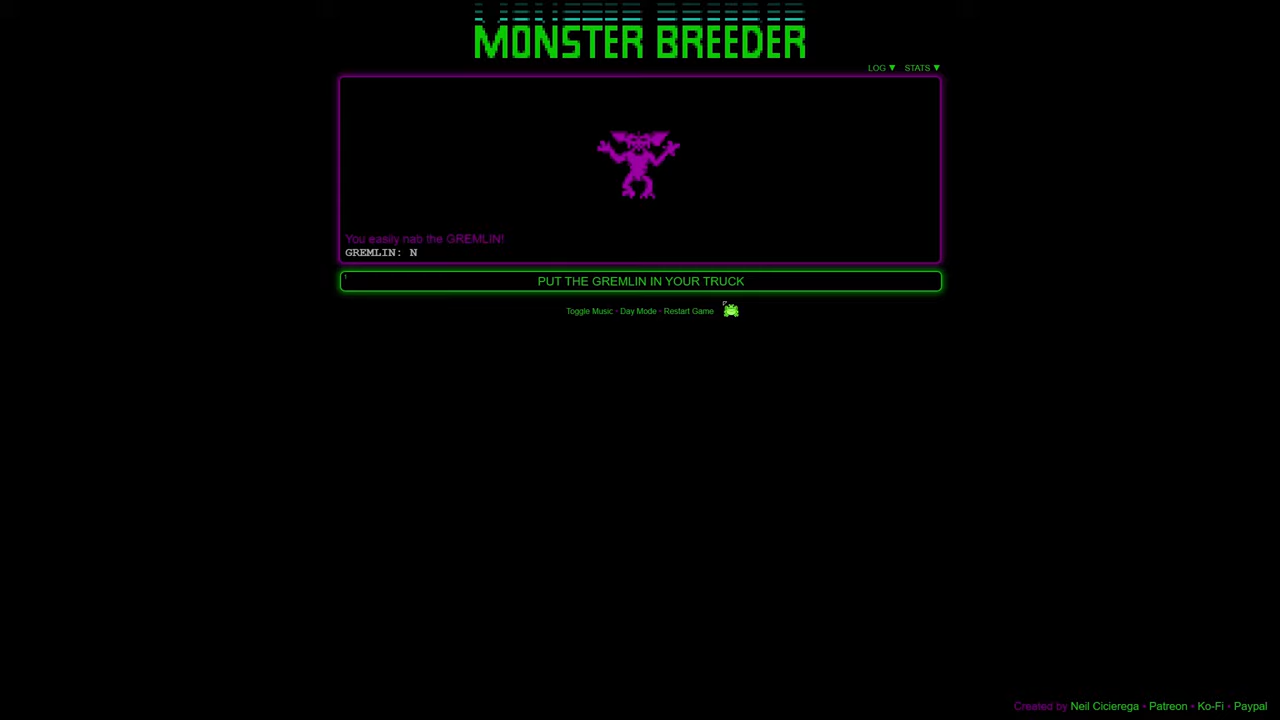 MONSTER BREEDER
LOG ▼ STATS ▼
You easily nab the GREMLIN!
GREMLIN: N
1 PUT THE GREMLIN IN YOUR TRUCK
Toggle Music • Day Mode • Restart Game
Created by Neil Cicierega • Patreon • Ko-Fi • Paypal